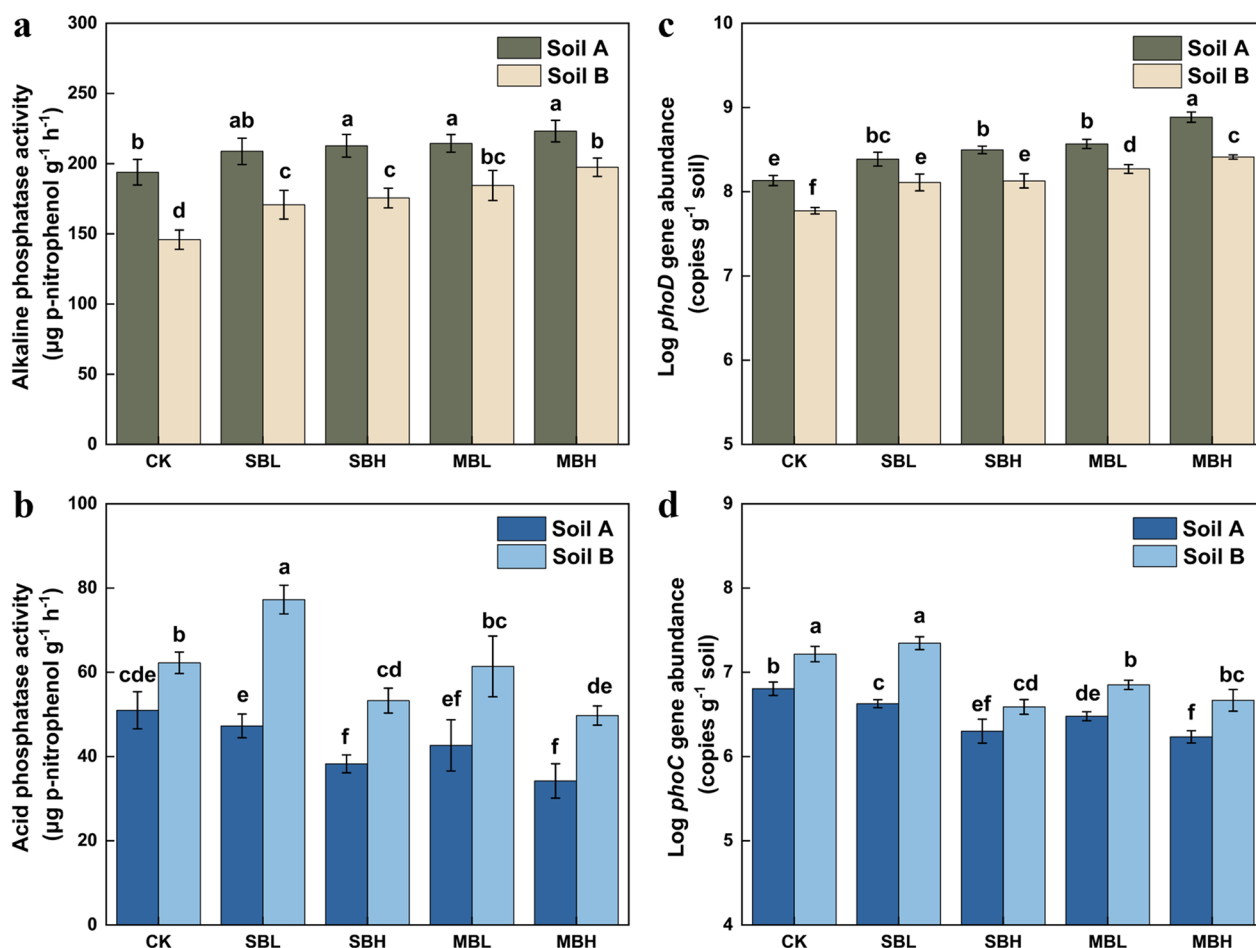 a
Alkaline phosphatase activity
(μg p-nitrophenol g⁻¹ h⁻¹)
300
250
200
150
100
50
0
Soil A
Soil B
b
d
ab
c
a
c
a
bc
a
b
CK
SBL
SBH
MBL
MBH
c
Log phoD gene abundance
(copies g⁻¹ soil)
10
9
8
7
6
5
Soil A
Soil B
e
f
bc
e
b
e
b
d
a
c
CK
SBL
SBH
MBL
MBH
b
Acid phosphatase activity
(μg p-nitrophenol g⁻¹ h⁻¹)
100
80
60
40
20
0
Soil A
Soil B
cde
b
e
a
f
cd
ef
bc
f
de
CK
SBL
SBH
MBL
MBH
d
Log phoC gene abundance
(copies g⁻¹ soil)
9
8
7
6
5
4
Soil A
Soil B
b
a
c
a
ef
cd
de
b
f
bc
CK
SBL
SBH
MBL
MBH